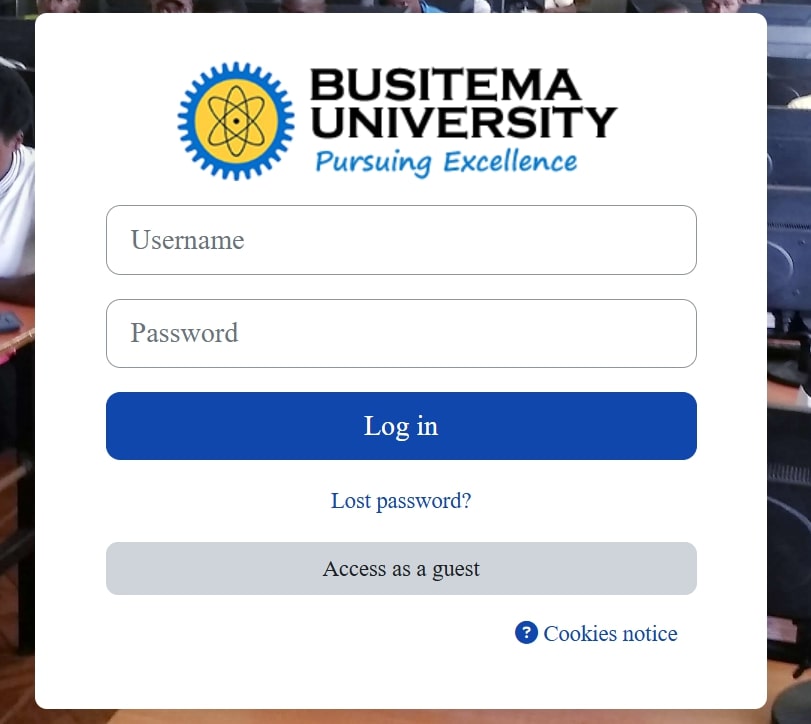 BUSITEMA
UNIVERSITY
Pursuing Excellence
Username
Password
Log in
Lost password?
Access as a guest
? Cookies notice